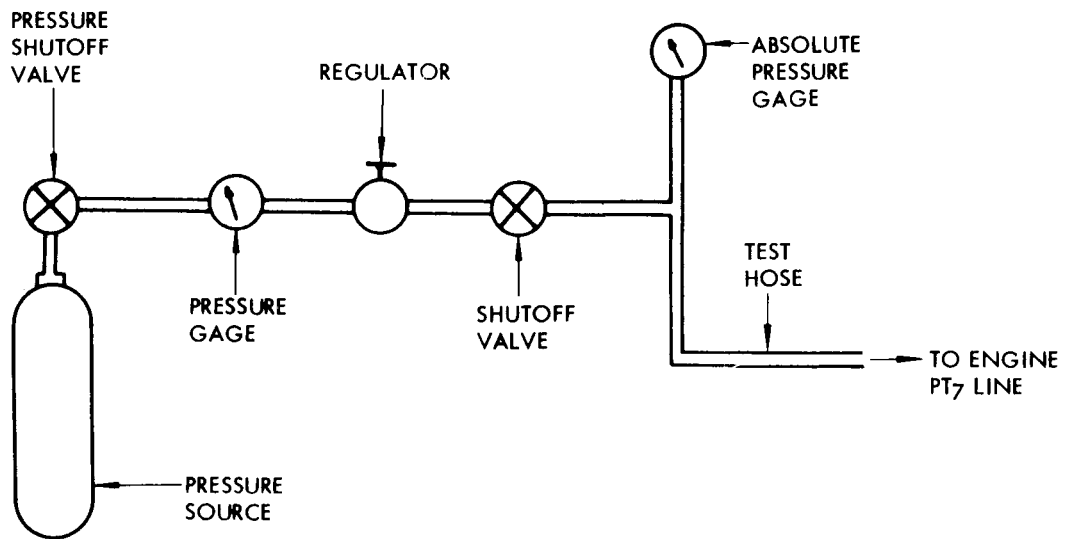 PRESSURE
SHUTOFF
VALVE
REGULATOR
ABSOLUTE
PRESSURE
GAGE
PRESSURE
GAGE
SHUTOFF
VALVE
TEST
HOSE
TO ENGINE
PT7 LINE
PRESSURE
SOURCE